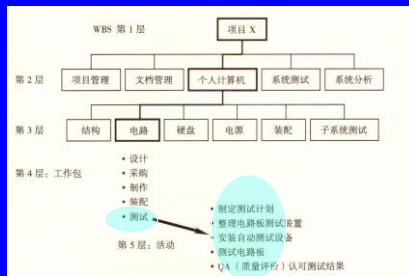 WBS 第 1 层 项目 X
第 2 层 项目管理 文档管理 个人计算机 系统测试 系统分析
第 3 层 结构 电路 硬盘 电源 装配 子系统测试
第 4 层：工作包
• 设计
• 采购
• 制作
• 装配
• 测试
第 5 层：活动
• 制定测试计划
• 整理电路板测试装置
• 安装自动测试设备
• 测试电路板
• QA（质量评价）认可测试结果